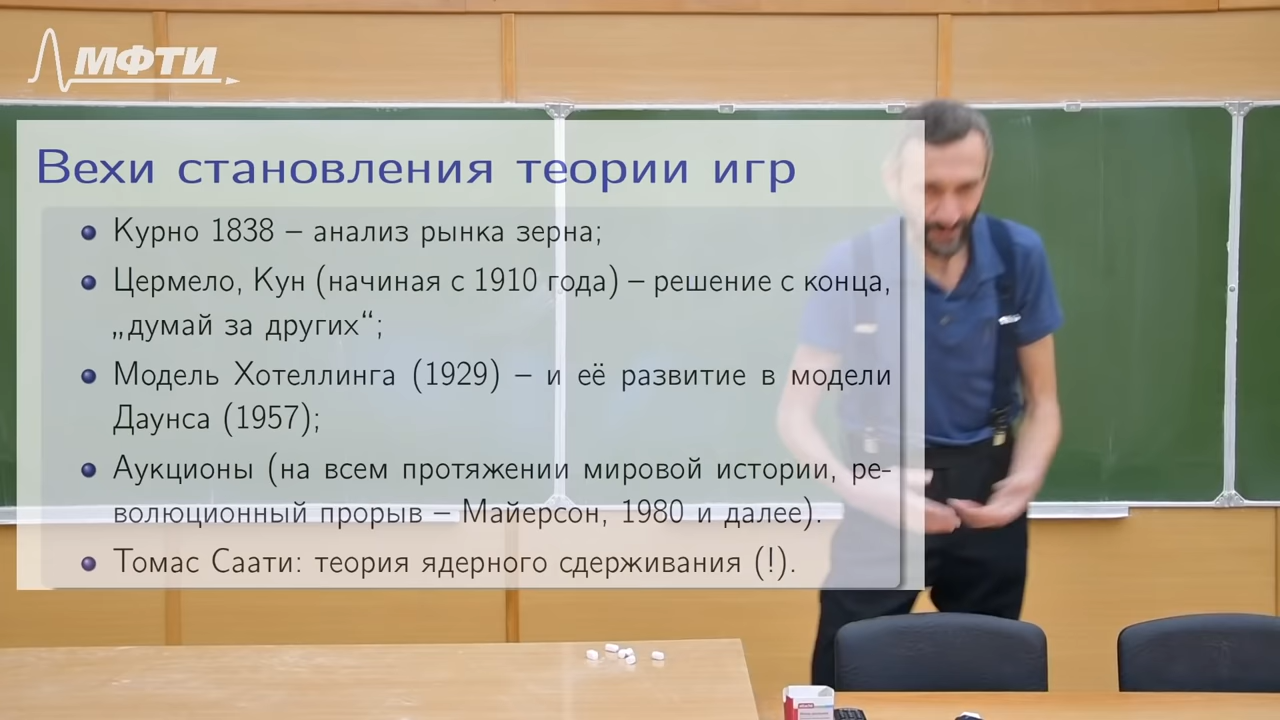 МФТИ
Вехи становления теории игр
Курно 1838 – анализ рынка зерна;
Цермело, Кун (начиная с 1910 года) – решение с конца,
„думай за других“;
Модель Хотеллинга (1929) – и её развитие в модели
Даунса (1957);
Аукционы (на всем протяжении мировой истории, ре-
волюционный прорыв – Майерсон, 1980 и далее).
Томас Саати: теория ядерного сдерживания (!).